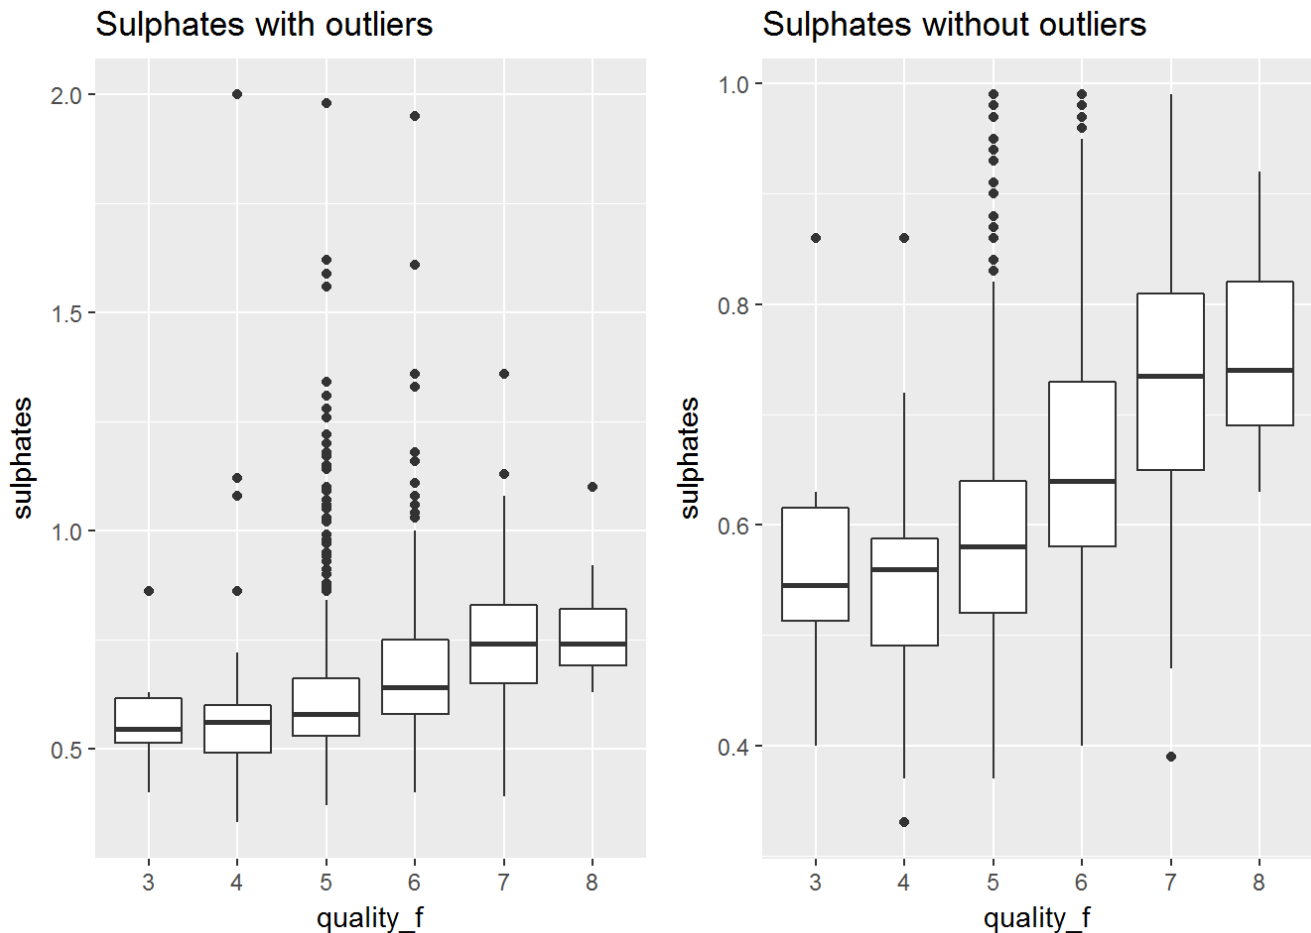 Sulphates with outliers
2.0
1.5
1.0
0.5
sulphates
3 4 5 6 7 8
quality_f
Sulphates without outliers
1.0
0.8
0.6
0.4
sulphates
3 4 5 6 7 8
quality_f